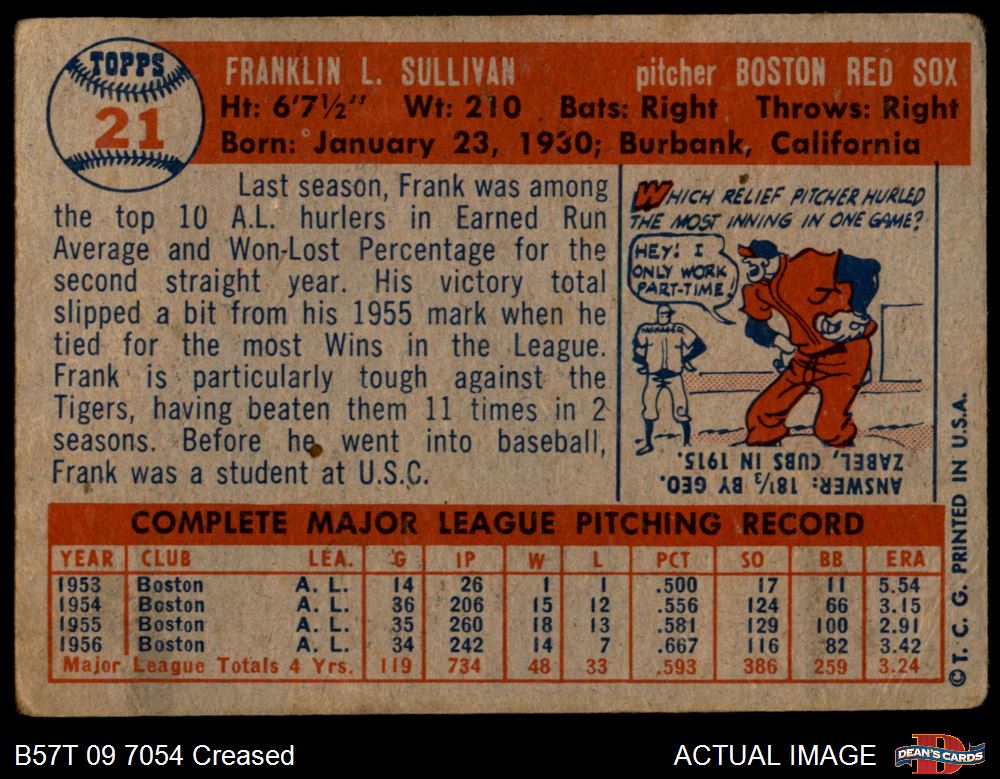 TOPPS
21
FRANKLIN L. SULLIVAN pitcher BOSTON RED SOX
Ht: 6'7½" Wt: 210 Bats: Right Throws: Right
Born: January 23, 1930; Burbank, California
Last season, Frank was among
the top 10 A.L. hurlers in Earned Run
Average and Won-Lost Percentage for the
second straight year. His victory total
slipped a bit from his 1955 mark when he
tied for the most Wins in the League.
Frank is particularly tough against the
Tigers, having beaten them 11 times in 2
seasons. Before he went into baseball,
Frank was a student at U.S.C.
WHICH RELIEF PITCHER HURLED
THE MOST INNING IN ONE GAME?
HEY! I
ONLY WORK
PART-TIME!
MANAGER
ANSWER: 18⅓ BY GEO.
ZABEL, CUBS IN 1915.
COMPLETE MAJOR LEAGUE PITCHING RECORD
YEAR CLUB LEA. G IP W L PCT SO BB ERA
1953 Boston A. L. 14 26 1 1 .500 17 11 5.54
1954 Boston A. L. 36 206 15 12 .556 124 66 3.15
1955 Boston A. L. 35 260 18 13 .581 129 100 2.91
1956 Boston A. L. 34 242 14 7 .667 116 82 3.42
Major League Totals 4 Yrs. 119 734 48 33 .593 386 259 3.24
©T. C. G. PRINTED IN U.S.A.
B57T 09 7054 Creased
ACTUAL IMAGE
D
DEAN'S CARDS